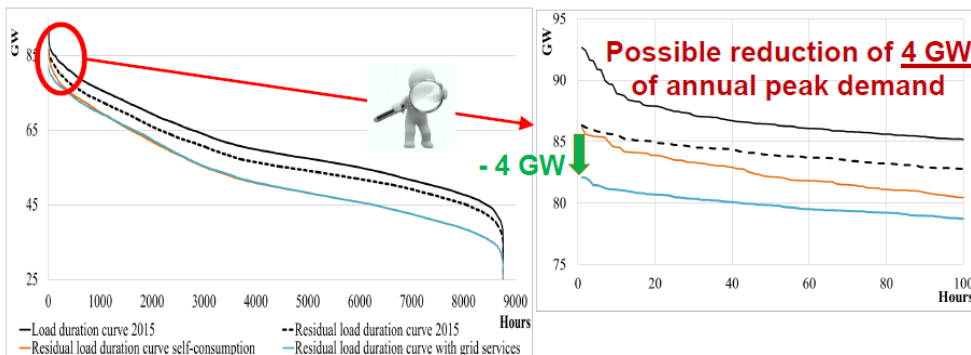 GW
85
65
45
25
0 1000 2000 3000 4000 5000 6000 7000 8000 9000
Hours
Load duration curve 2015
Residual load duration curve 2015
Residual load duration curve self-consumption
Residual load duration curve with grid services
GW
95
90
85
80
75
Possible reduction of 4 GW
of annual peak demand
- 4 GW
0 20 40 60 80 100
Hours